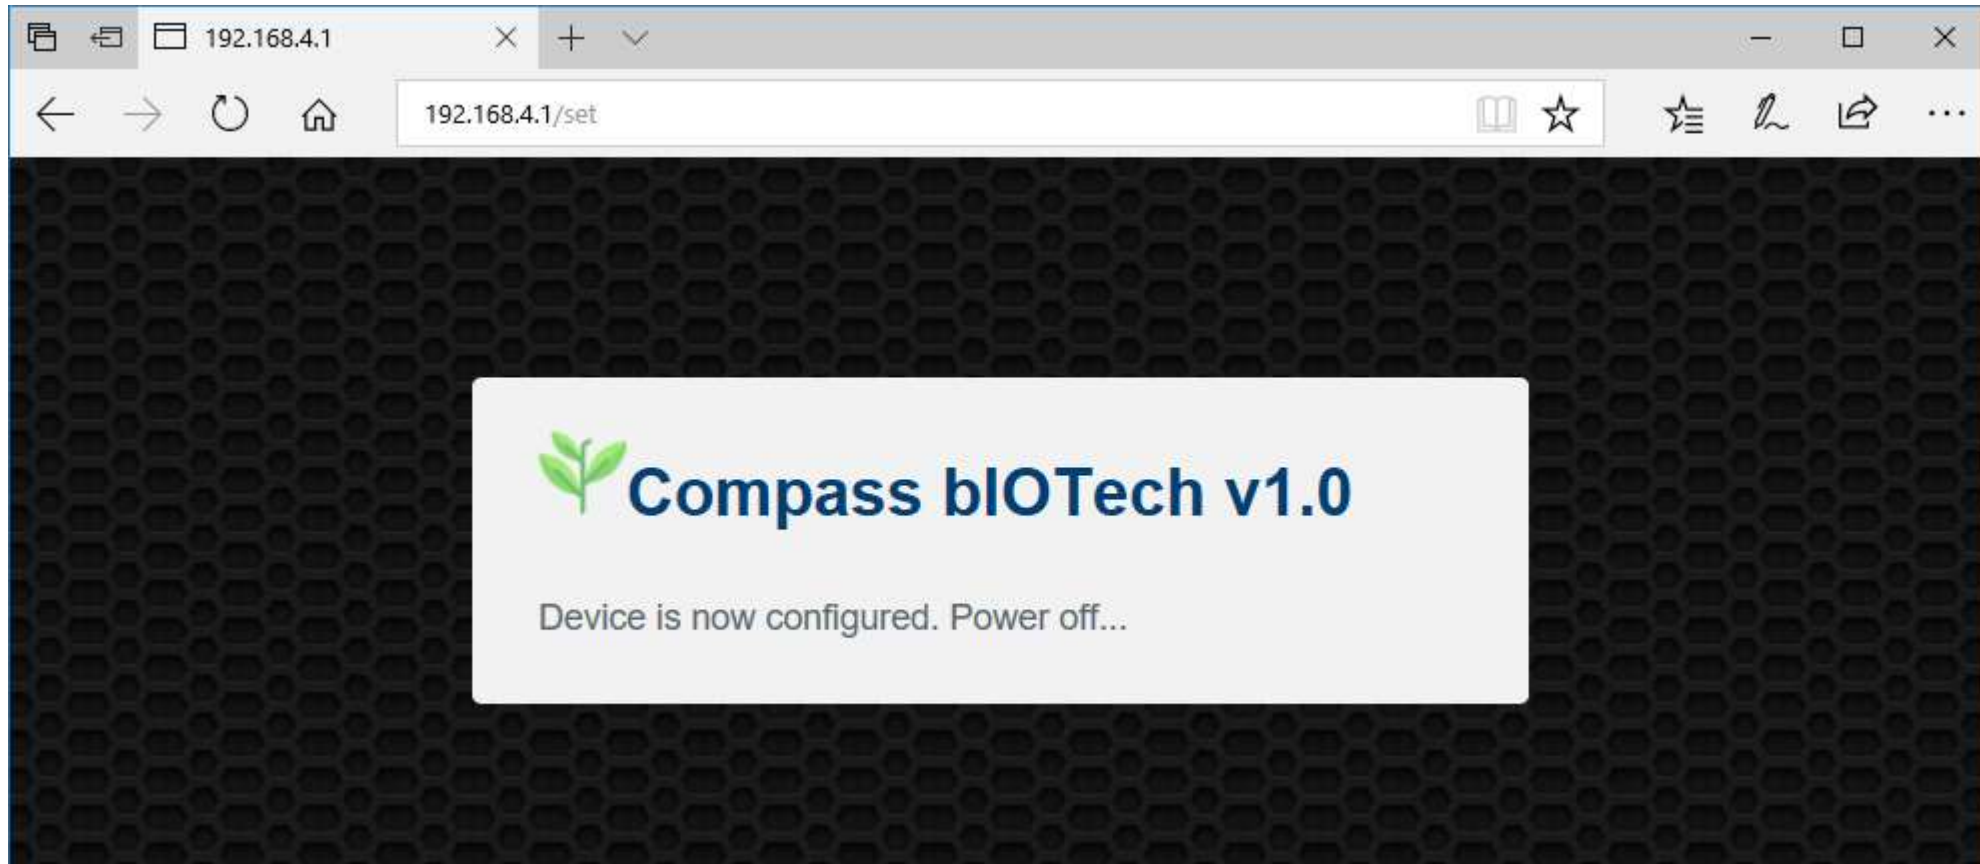 192.168.4.1
192.168.4.1/set
Compass bIOTech v1.0
Device is now configured. Power off...